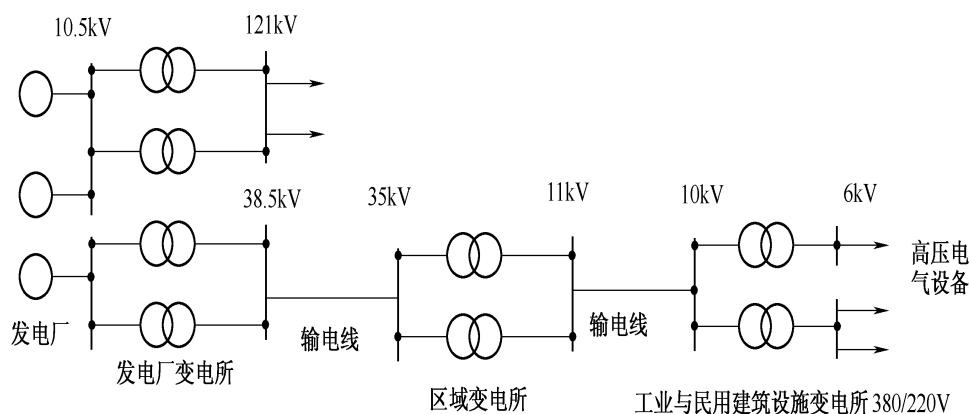 10.5kV
121kV
38.5kV
35kV
11kV
10kV
6kV
高压电
气设备
发电厂
输电线
输电线
发电厂变电所
区域变电所
工业与民用建筑设施变电所 380/220V